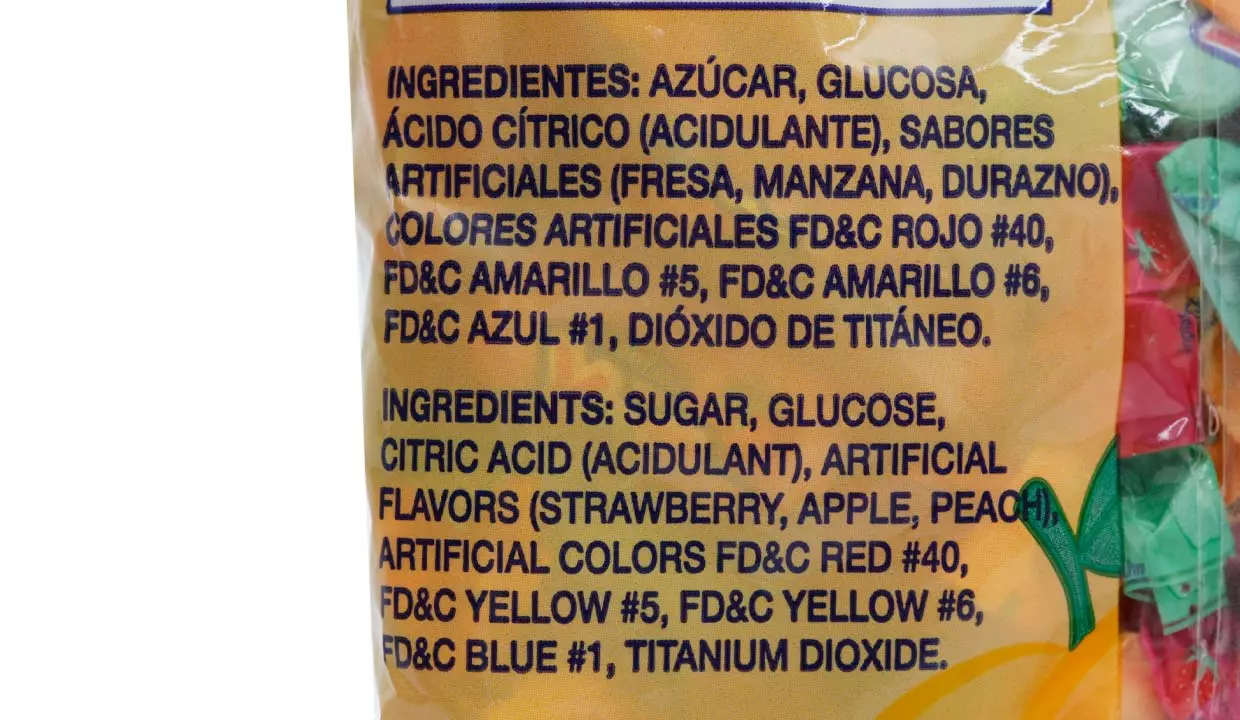 INGREDIENTES: AZÚCAR, GLUCOSA,
ÁCIDO CÍTRICO (ACIDULANTE), SABORES
ARTIFICIALES (FRESA, MANZANA, DURAZNO),
COLORES ARTIFICIALES FD&C ROJO #40,
FD&C AMARILLO #5, FD&C AMARILLO #6,
FD&C AZUL #1, DIÓXIDO DE TITÁNEO.
INGREDIENTS: SUGAR, GLUCOSE,
CITRIC ACID (ACIDULANT), ARTIFICIAL
FLAVORS (STRAWBERRY, APPLE, PEACH),
ARTIFICIAL COLORS FD&C RED #40,
FD&C YELLOW #5, FD&C YELLOW #6,
FD&C BLUE #1, TITANIUM DIOXIDE.